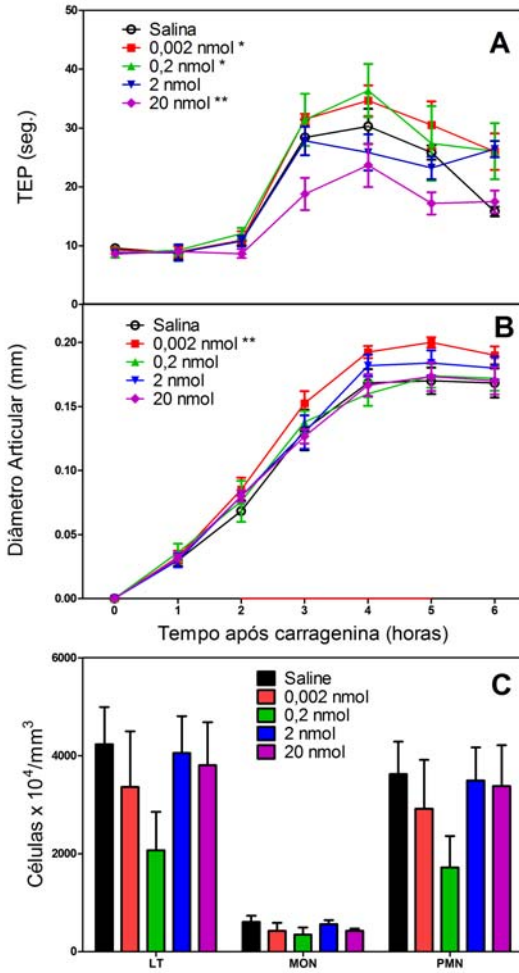 A
Salina
0,002 nmol *
0,2 nmol *
2 nmol
20 nmol **
TEP (seg.)
50
40
30
20
10
0
B
Salina
0,002 nmol **
0,2 nmol
2 nmol
20 nmol
Diâmetro Articular (mm)
0.20
0.15
0.10
0.05
0.00
0 1 2 3 4 5 6
Tempo após carragenina (horas)
C
Saline
0,002 nmol
0,2 nmol
2 nmol
20 nmol
Células x 10⁴/mm³
6000
4000
2000
0
LT MON PMN